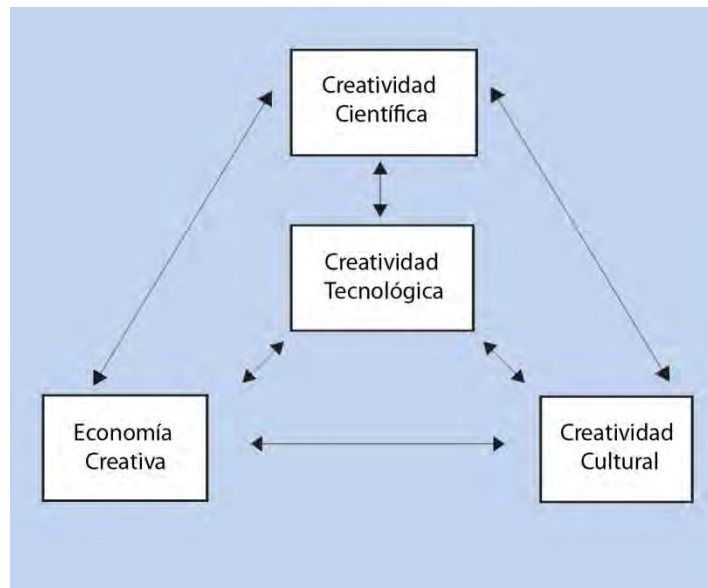 Creatividad
Científica
Creatividad
Tecnológica
Economía
Creativa
Creatividad
Cultural